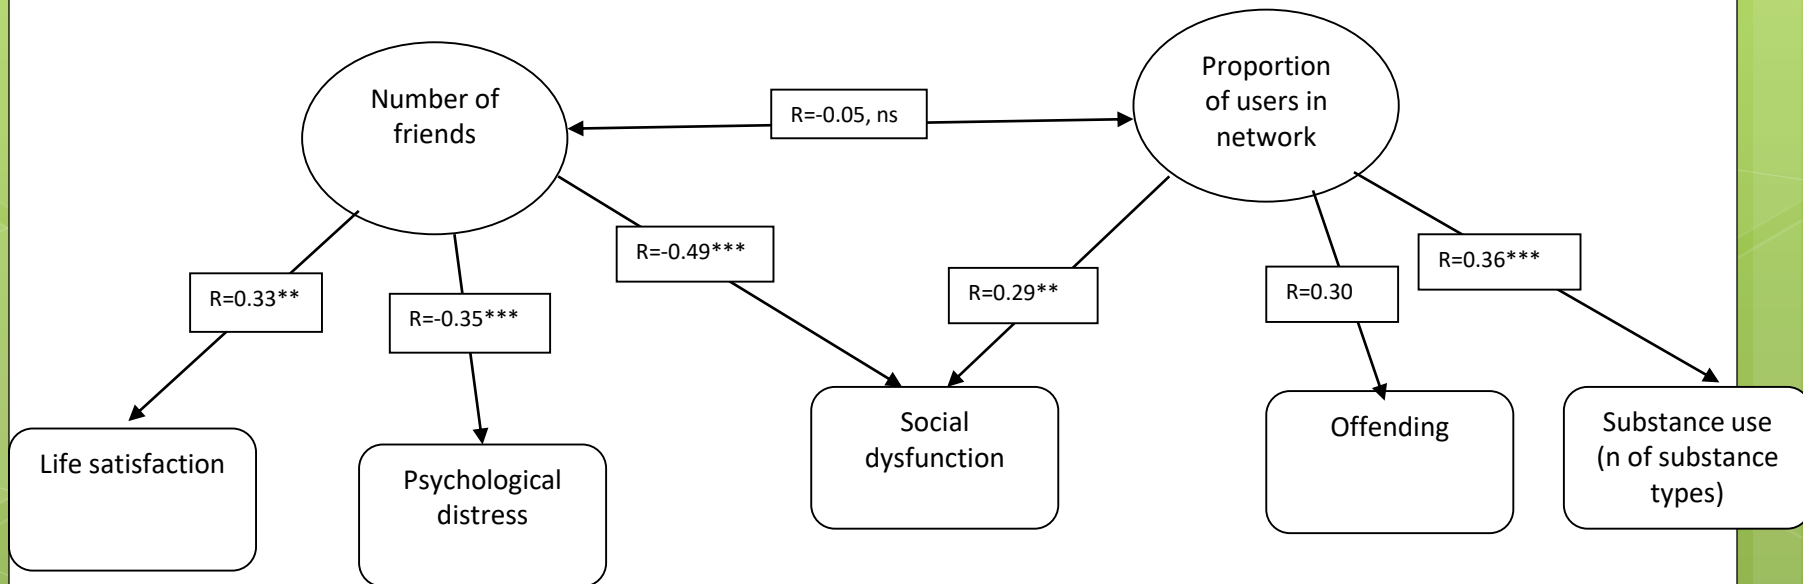 Number of
friends
R=-0.05, ns
Proportion
of users in
network
R=0.33**
R=-0.35***
R=-0.49***
R=0.29**
R=0.30
R=0.36***
Life satisfaction
Psychological
distress
Social
dysfunction
Offending
Substance use
(n of substance
types)